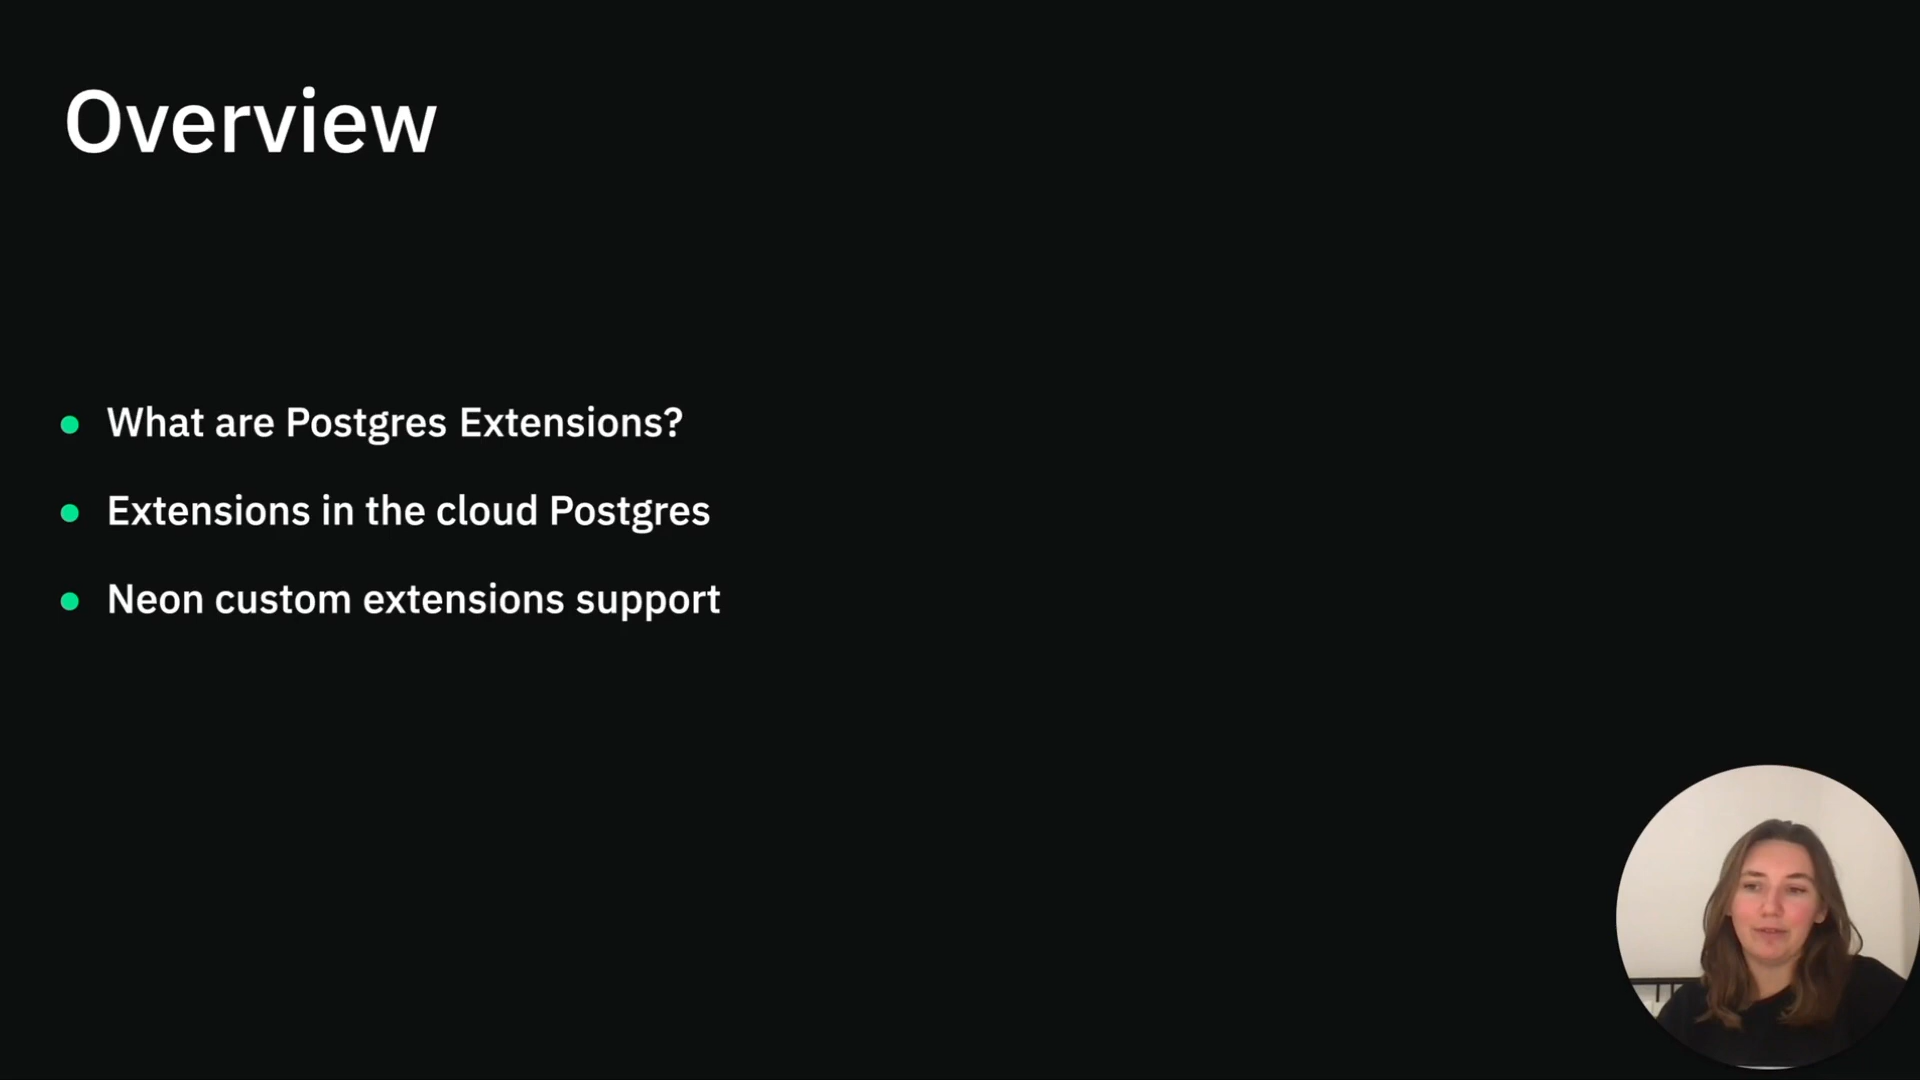 Overview
What are Postgres Extensions?
Extensions in the cloud Postgres
Neon custom extensions support